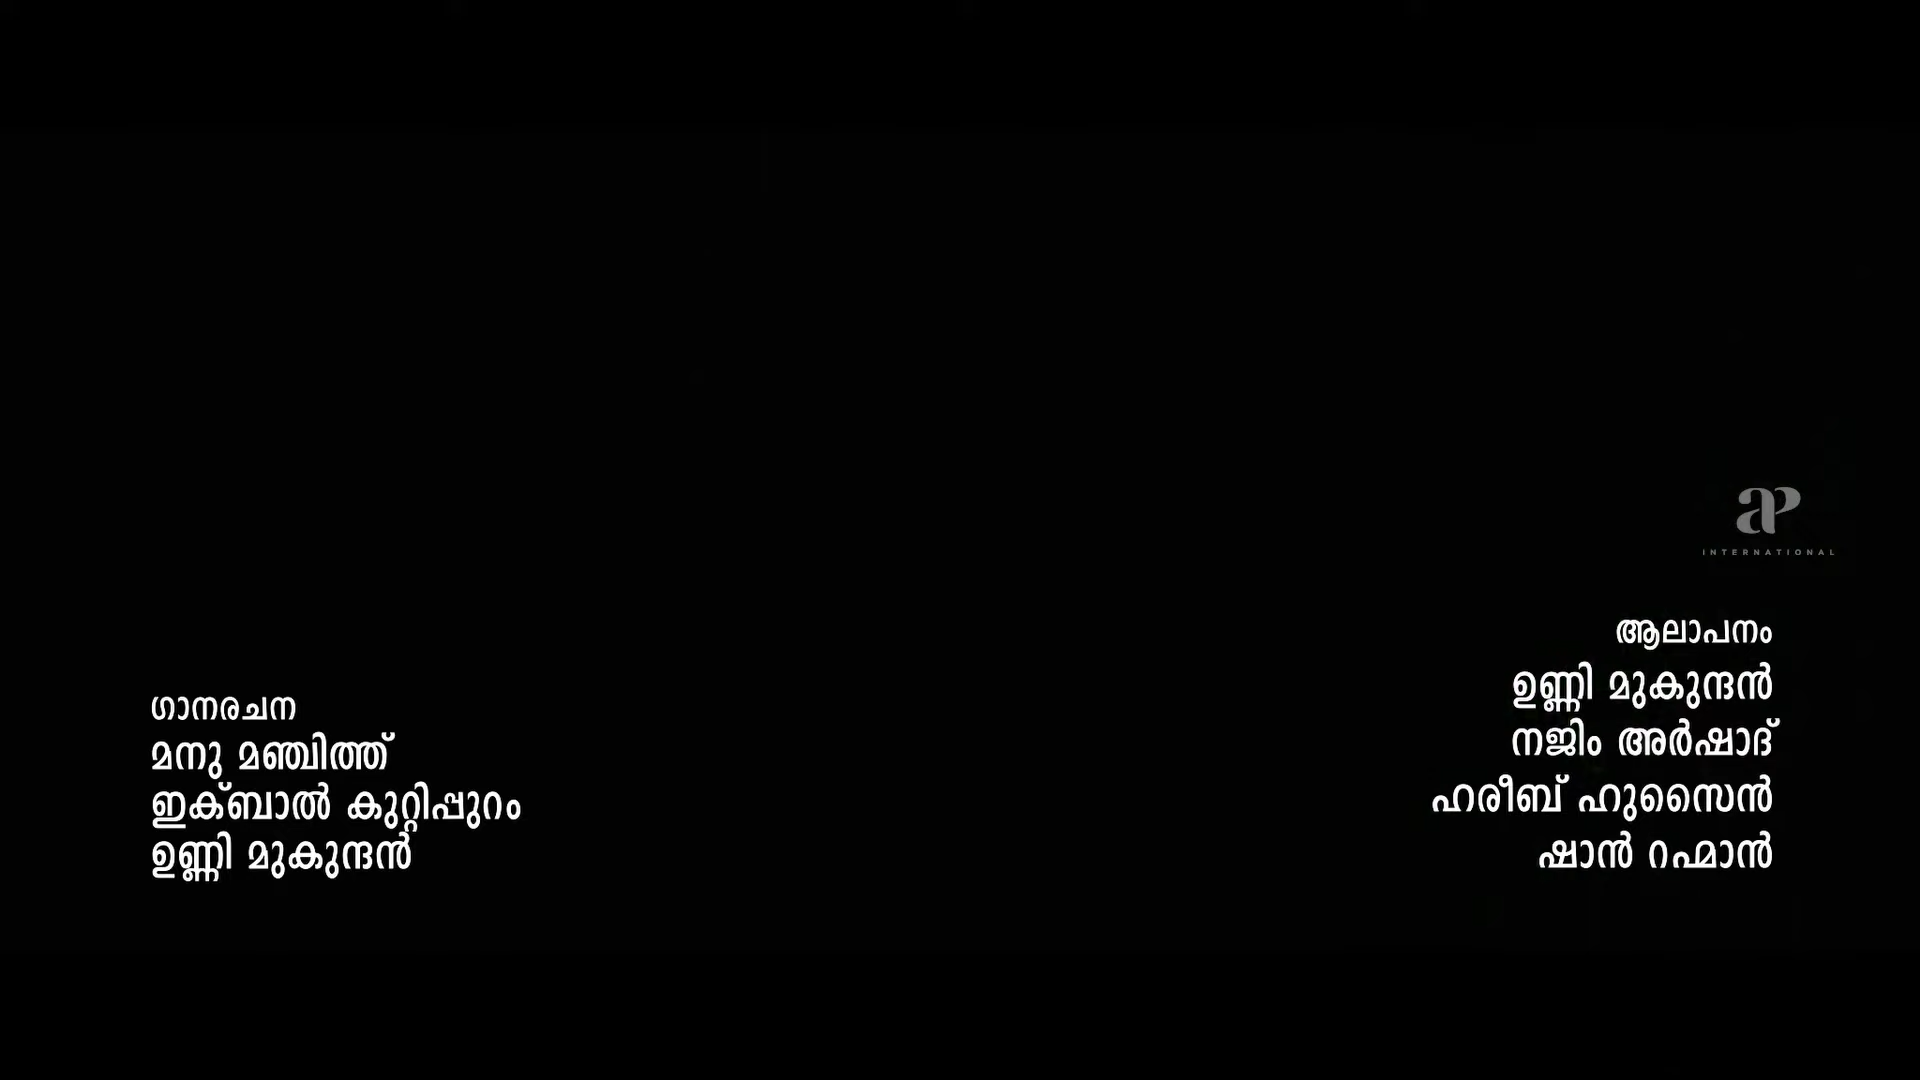 ഗാനരചന
മനു മഞ്ചിത്ത്
ഇക്ബാൽ കുറ്റിപ്പുറം
ഉണ്ണി മുകുന്ദൻ
ap
INTERNATIONAL
ആലാപനം
ഉണ്ണി മുകുന്ദൻ
നജിം അർഷാദ്
ഹരീബ് ഹുസൈൻ
ഷാൻ റഹ്മാൻ